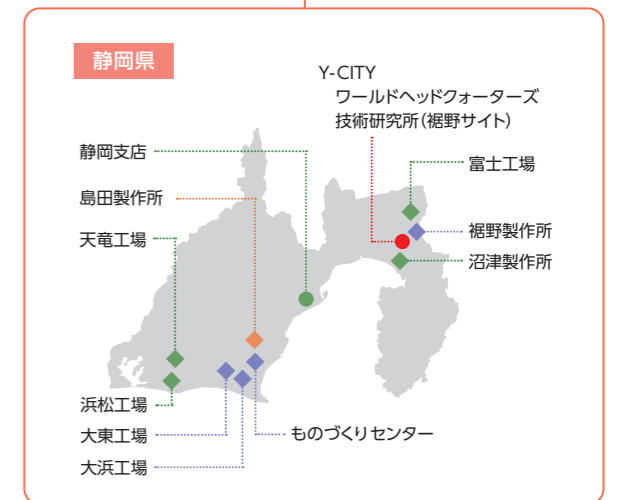 静岡県
Y-CITY
ワールドヘッドクォーターズ
技術研究所(裾野サイト)
静岡支店
富士工場
島田製作所
裾野製作所
天竜工場
沼津製作所
浜松工場
大東工場
ものづくりセンター
大浜工場